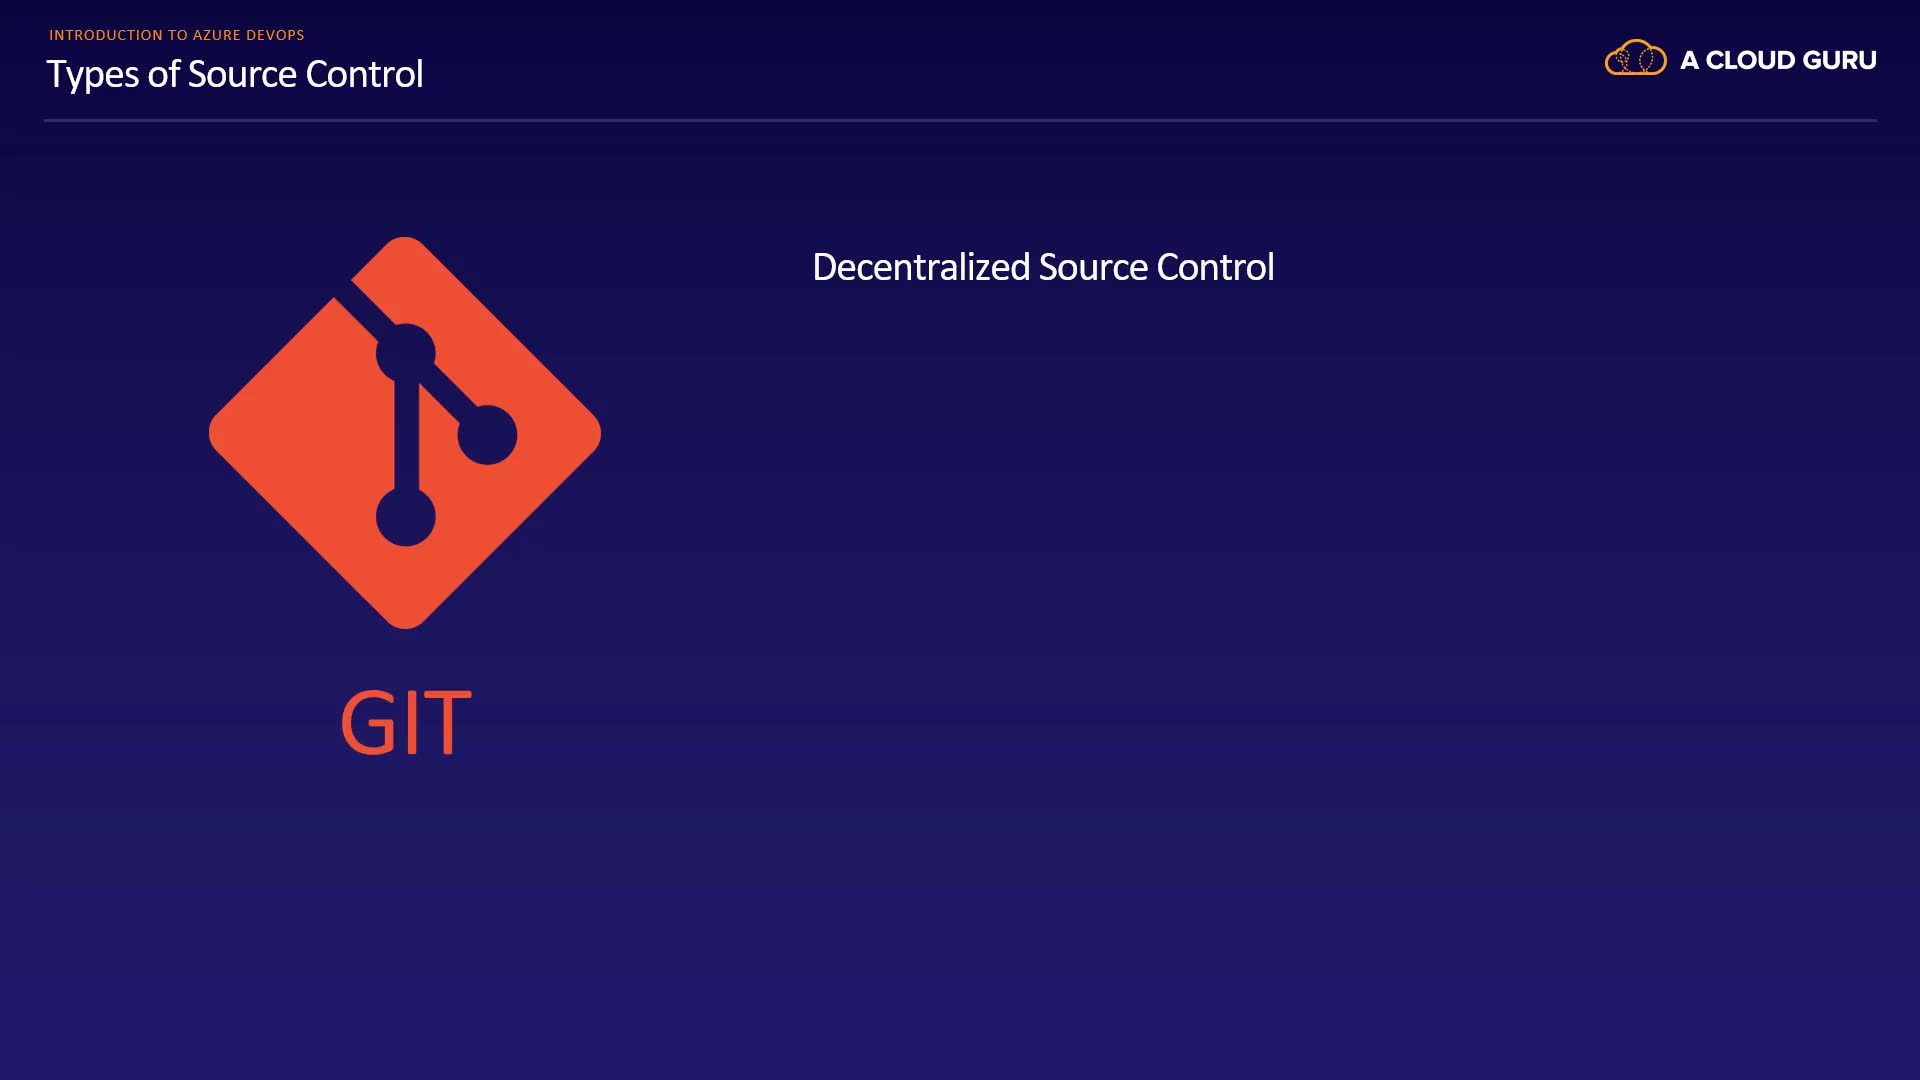 INTRODUCTION TO AZURE DEVOPS
Types of Source Control
A CLOUD GURU
Decentralized Source Control
GIT